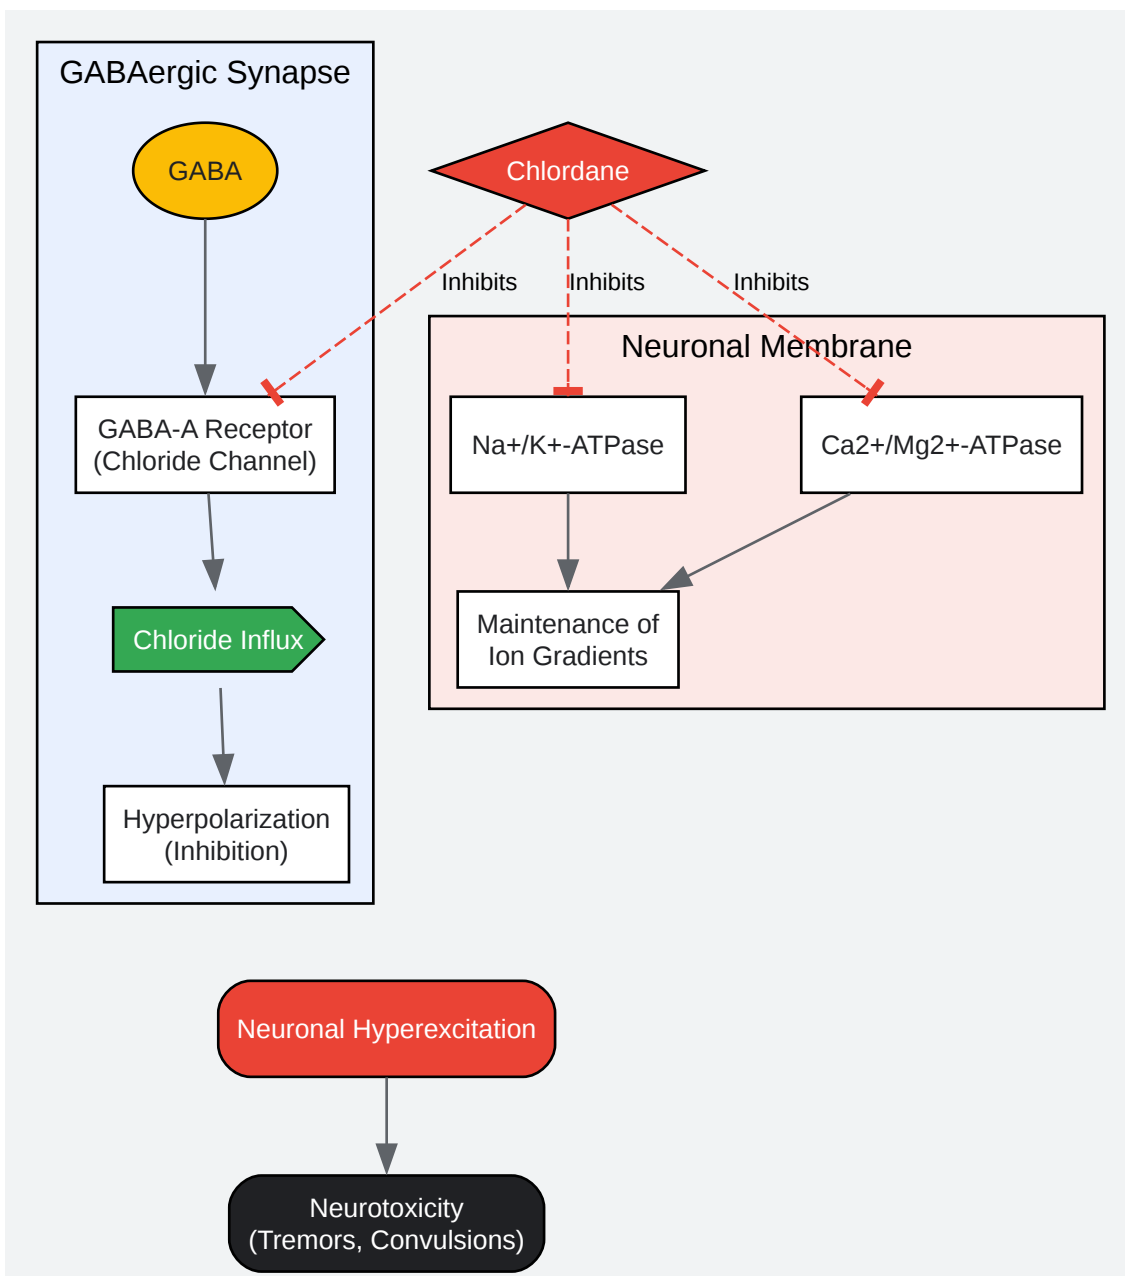 GABAergic Synapse
GABA
Chlordane
Inhibits
Inhibits
Inhibits
Neuronal Membrane
GABA-A Receptor
(Chloride Channel)
Na+/K+-ATPase
Ca2+/Mg2+-ATPase
Chloride Influx
Maintenance of
Ion Gradients
Hyperpolarization
(Inhibition)
Neuronal Hyperexcitation
Neurotoxicity
(Tremors, Convulsions)